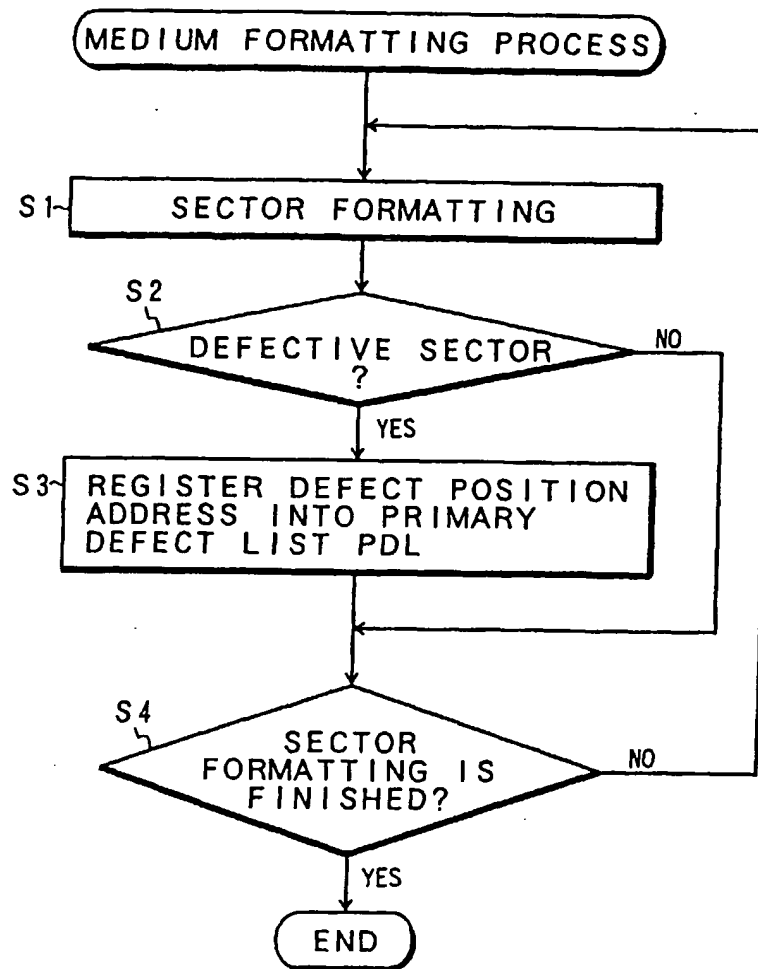 MEDIUM FORMATTING PROCESS
S1
SECTOR FORMATTING
S2
DEFECTIVE SECTOR
?
NO
YES
S3
REGISTER DEFECT POSITION
ADDRESS INTO PRIMARY
DEFECT LIST PDL
S4
SECTOR
FORMATTING IS
FINISHED?
NO
YES
END